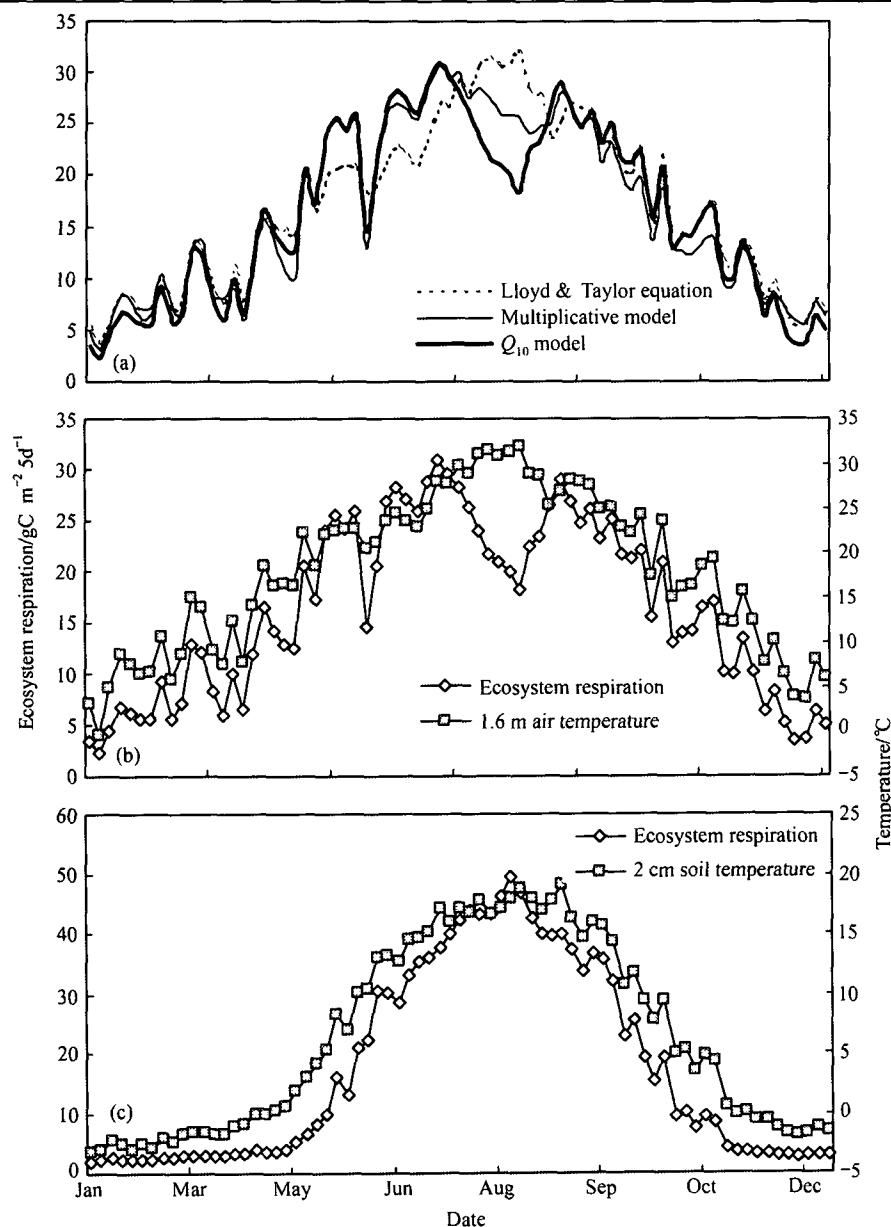 35
30
25
20
15
10
5
0
(a)
Lloyd & Taylor equation
Multiplicative model
Q10 model
Ecosystem respiration/gC m−2 5d−1
35
30
25
20
15
10
5
0
(b)
Ecosystem respiration
1.6 m air temperature
35
30
25
20
15
10
5
0
−5
Temperature/℃
60
50
40
30
20
10
0
(c)
Ecosystem respiration
2 cm soil temperature
25
20
15
10
5
0
−5
Jan Mar May Jun Aug Sep Oct Dec
Date